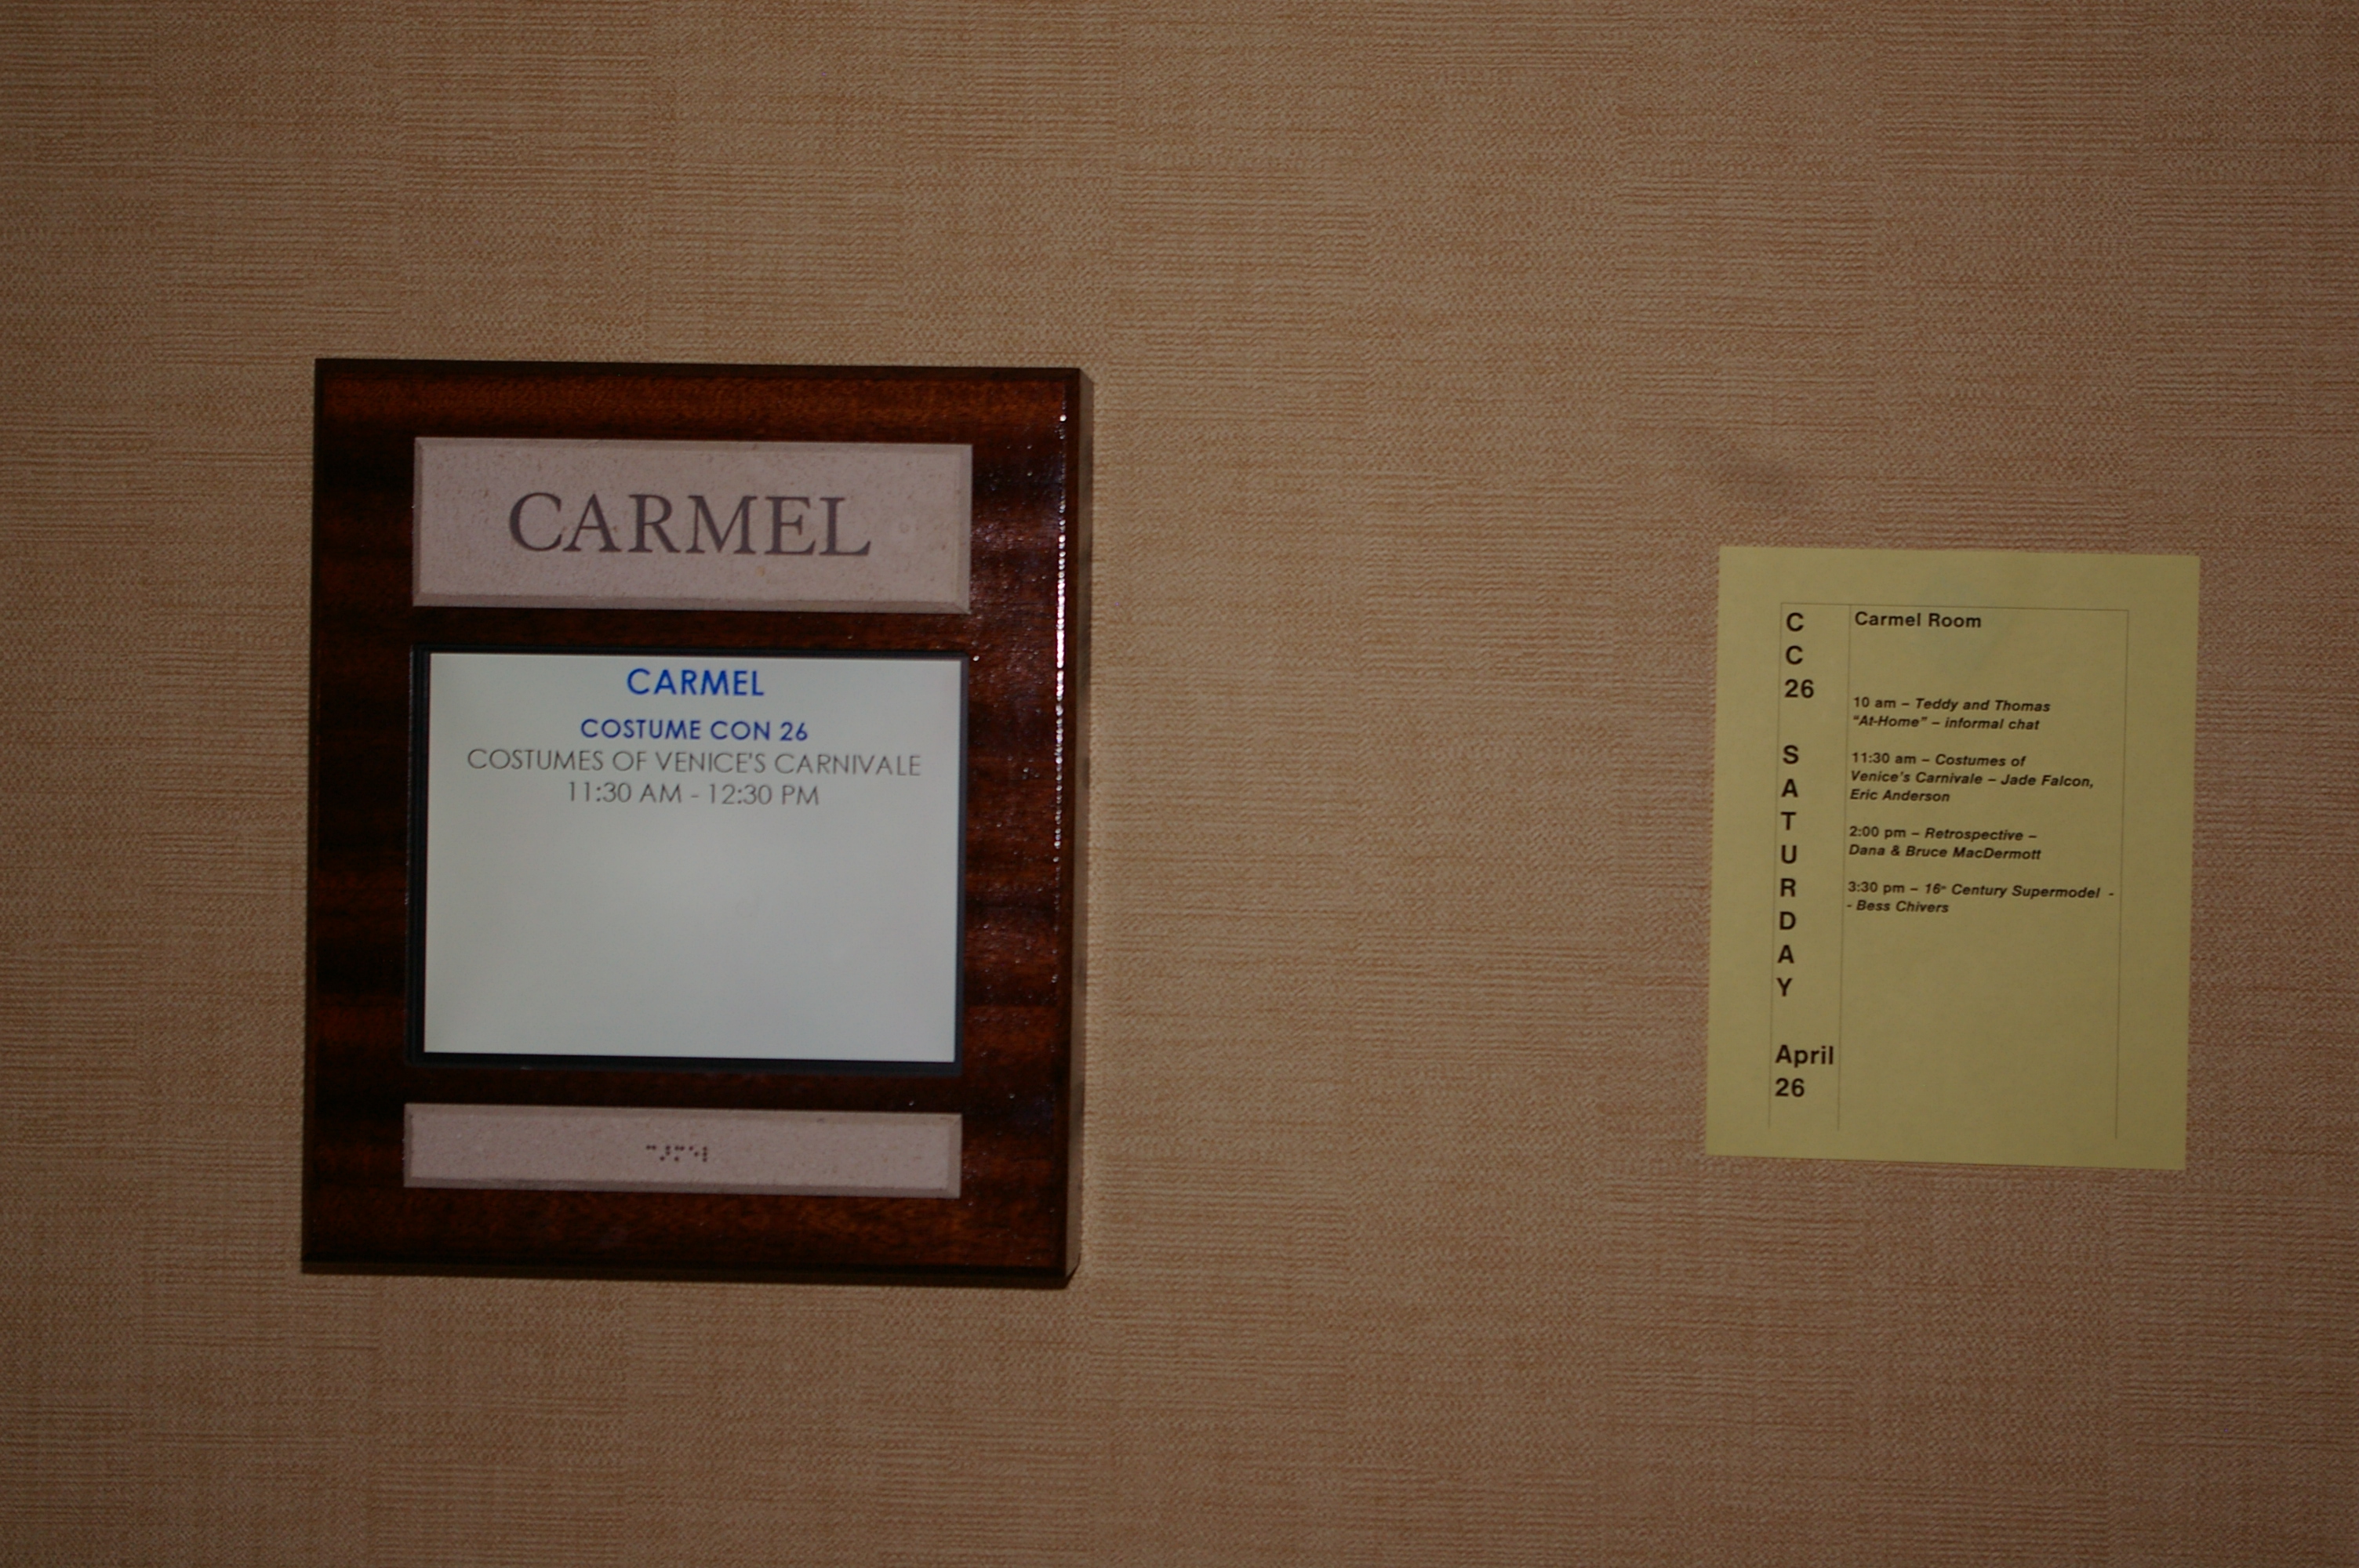 CARMEL
CARMEL
COSTUME CON 26
COSTUMES OF VENICE'S CARNIVALE
11:30 AM - 12:30 PM
C
C
26
S
A
T
U
R
D
A
Y
April
26
Carmel Room
10 am – Teddy and Thomas
“At-Home” – informal chat
11:30 am – Costumes of
Venice’s Carnivale – Jade Falcon,
Eric Anderson
2:00 pm – Retrospective –
Dana & Bruce MacDermott
3:30 pm – 16th Century Supermodel -
- Bess Chivers